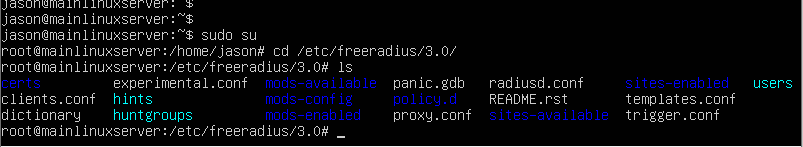 jason@mainlinuxserver:~$
jason@mainlinuxserver:~$
jason@mainlinuxserver:~$ sudo su
root@mainlinuxserver:/home/jason# cd /etc/freeradius/3.0/
root@mainlinuxserver:/etc/freeradius/3.0# ls
certs experimental.conf mods-available panic.gdb radiusd.conf sites-enabled users
clients.conf hints mods-config policy.d README.rst templates.conf
dictionary huntgroups mods-enabled proxy.conf sites-available trigger.conf
root@mainlinuxserver:/etc/freeradius/3.0# _